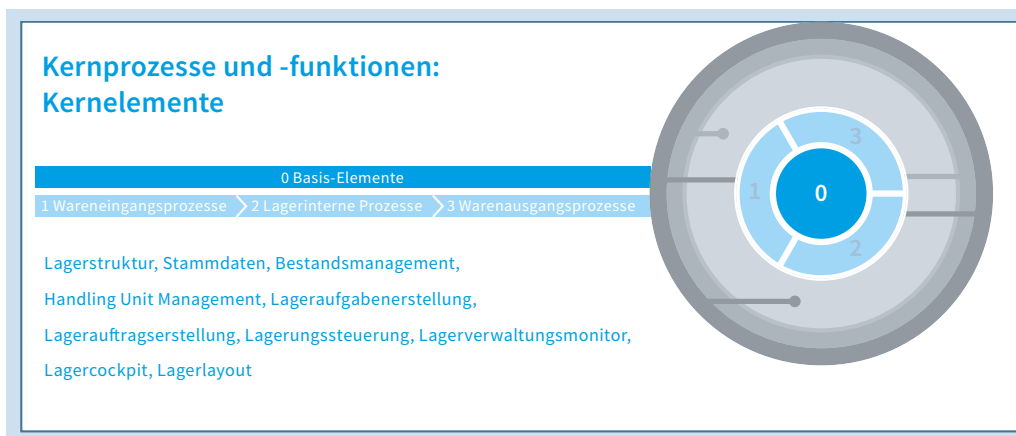 Kernprozesse und -funktionen:
Kernelemente
0 Basis-Elemente
1 Wareneingangsprozesse 2 Lagerinterne Prozesse 3 Warenausgangsprozesse
Lagerstruktur, Stammdaten, Bestandsmanagement,
Handling Unit Management, Lageraufgabenerstellung,
Lagerauftragserstellung, Lagerungssteuerung, Lagerverwaltungsmonitor,
Lagercockpit, Lagerlayout
3
1
0
2